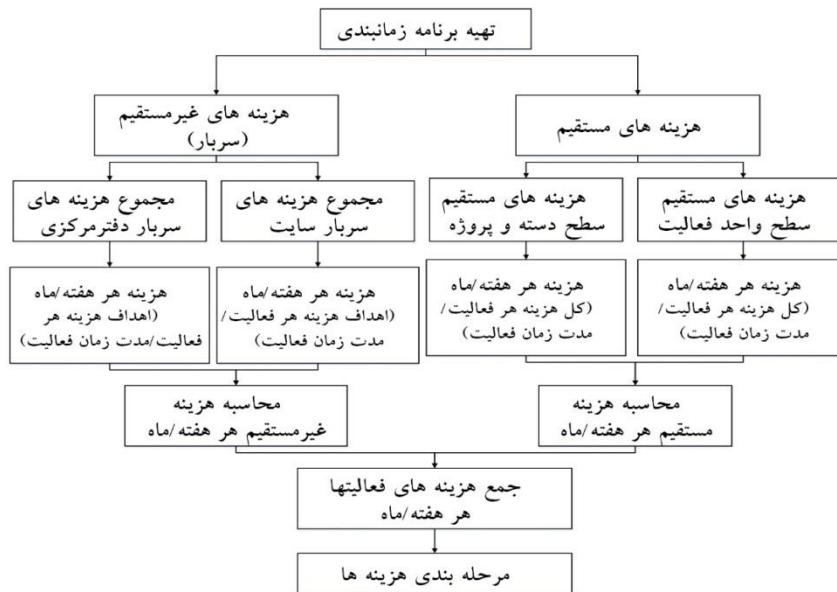 تهیه برنامه زمانبندی
هزینه های مستقیم
هزینه های غیرمستقیم
(سربار)
هزینه های مستقیم
سطح واحد فعالیت
هزینه های مستقیم
سطح دسته و پروژه
مجموع هزینه های
سربار سایت
مجموع هزینه های
سربار دفترمرکزی
هزینه هر هفته/ماه
(کل هزینه هر فعالیت/
مدت زمان فعالیت)
هزینه هر هفته/ماه
(کل هزینه هر فعالیت/
مدت زمان فعالیت)
هزینه هر هفته/ماه
(اهداف هزینه هر فعالیت/
مدت زمان فعالیت)
هزینه هر هفته/ماه
(اهداف هزینه هر
فعالیت/مدت زمان فعالیت)
محاسبه هزینه
مستقیم هر هفته/ماه
محاسبه هزینه
غیرمستقیم هر هفته/ماه
جمع هزینه های فعالیتها
هر هفته/ماه
مرحله بندی هزینه ها